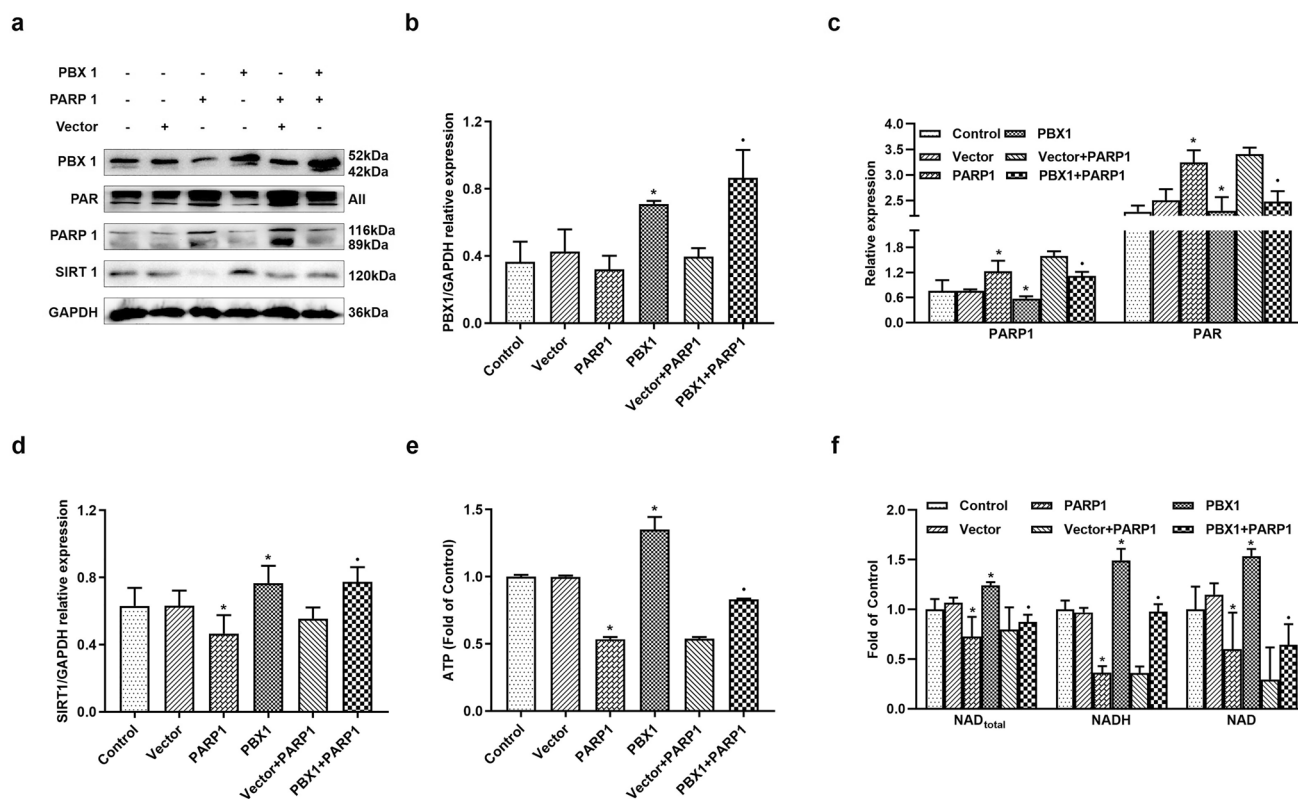 a
PBX 1 - - - + - +
PARP 1 - - + - + +
Vector - + - - + -
PBX 1 52kDa
42kDa
PAR All
PARP 1 116kDa
89kDa
SIRT 1 120kDa
GAPDH 36kDa
b
PBX1/GAPDH relative expression
1.2
0.8
0.4
0.0
*
•
Control Vector PARP1 PBX1 Vector+PARP1 PBX1+PARP1
c
Relative expression
4.0
3.5
3.0
2.5
1.8
1.2
0.6
0.0
Control PBX1
Vector Vector+PARP1
PARP1 PBX1+PARP1
* * •
* * •
PARP1 PAR
d
SIRT1/GAPDH relative expression
1.2
0.8
0.4
0.0
* * •
Control Vector PARP1 PBX1 Vector+PARP1 PBX1+PARP1
e
ATP (Fold of Control)
1.5
1.0
0.5
0.0
* * •
Control Vector PARP1 PBX1 Vector+PARP1 PBX1+PARP1
f
Fold of Control
2.0
1.5
1.0
0.5
0.0
Control PARP1 PBX1
Vector Vector+PARP1 PBX1+PARP1
* * •
* * •
* * •
NADtotal NADH NAD